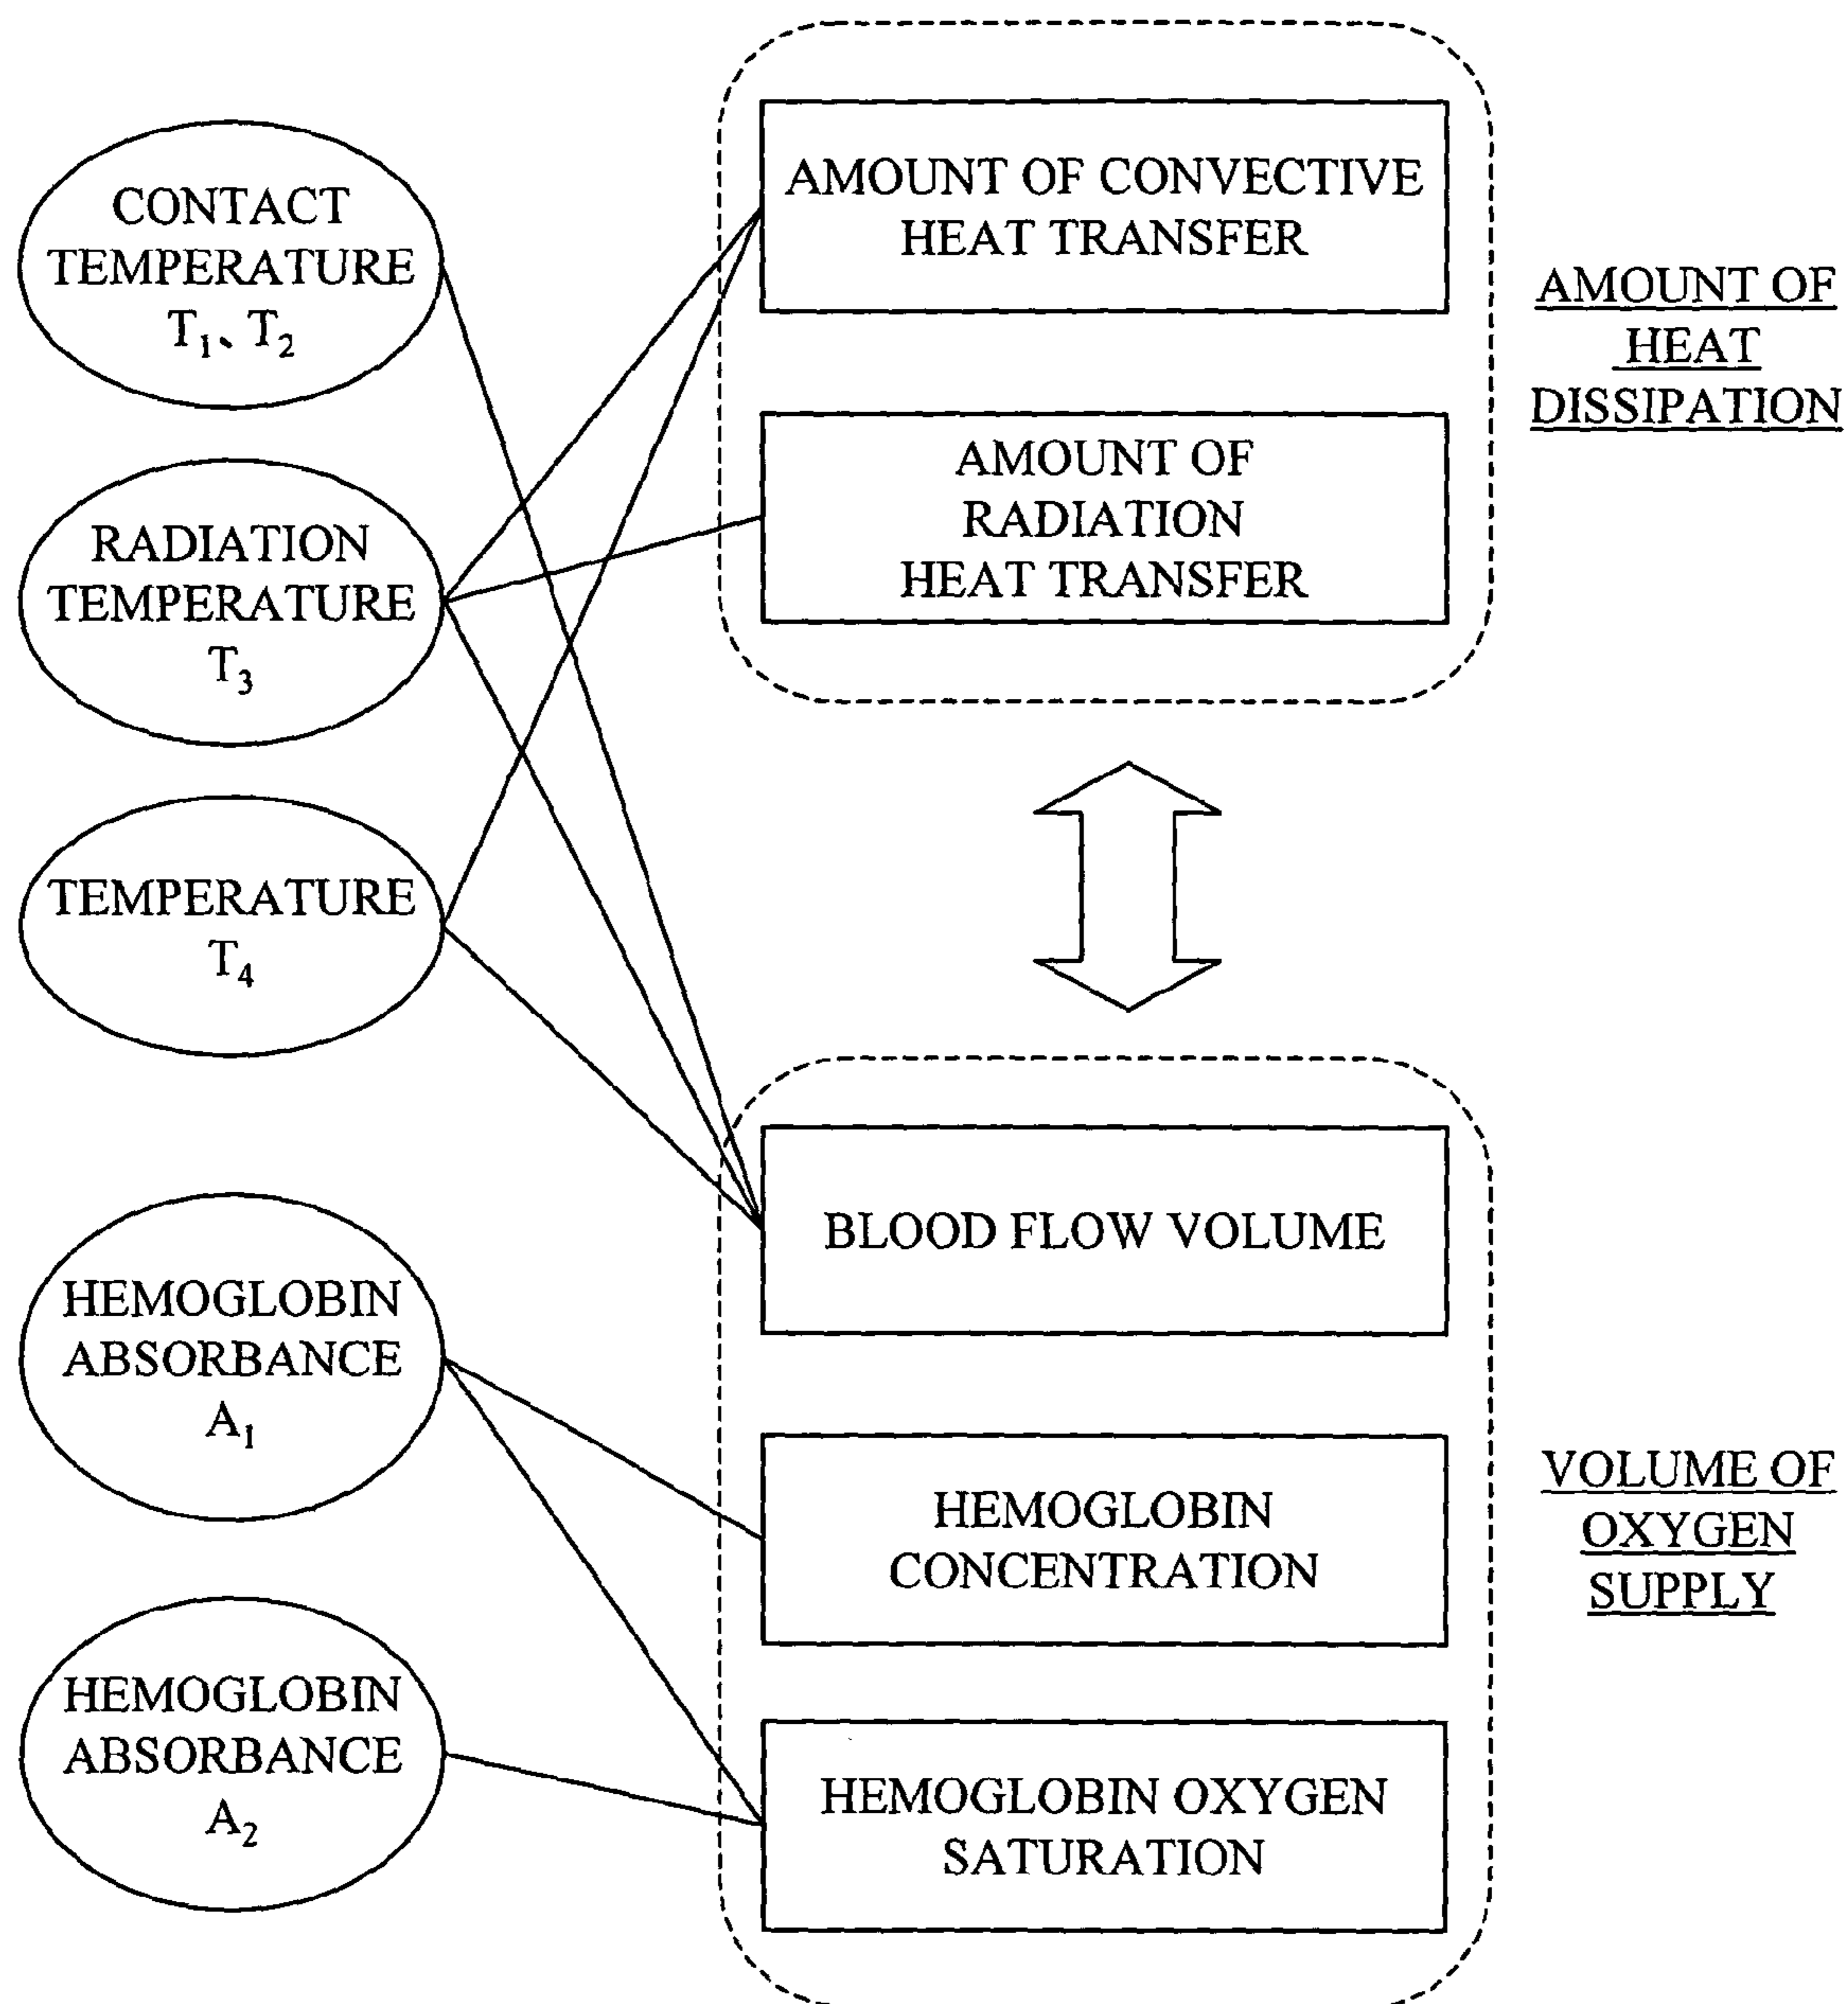 CONTACT
TEMPERATURE
T₁、T₂
RADIATION
TEMPERATURE
T₃
TEMPERATURE
T₄
HEMOGLOBIN
ABSORBANCE
A₁
HEMOGLOBIN
ABSORBANCE
A₂
AMOUNT OF CONVECTIVE
HEAT TRANSFER
AMOUNT OF
RADIATION
HEAT TRANSFER
AMOUNT OF
HEAT
DISSIPATION
BLOOD FLOW VOLUME
HEMOGLOBIN
CONCENTRATION
HEMOGLOBIN OXYGEN
SATURATION
VOLUME OF
OXYGEN
SUPPLY